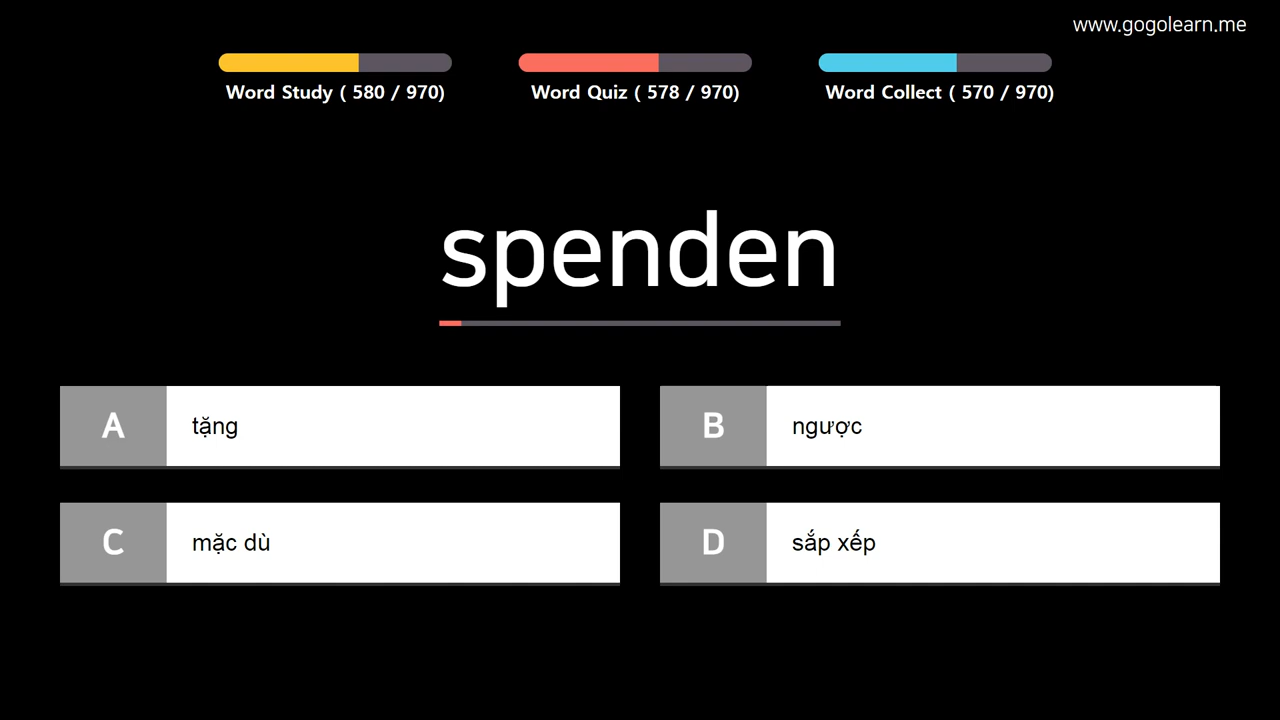 www.gogolearn.me
Word Study ( 580 / 970)
Word Quiz ( 578 / 970)
Word Collect ( 570 / 970)
spenden
A
tặng
B
ngược
C
mặc dù
D
sắp xếp